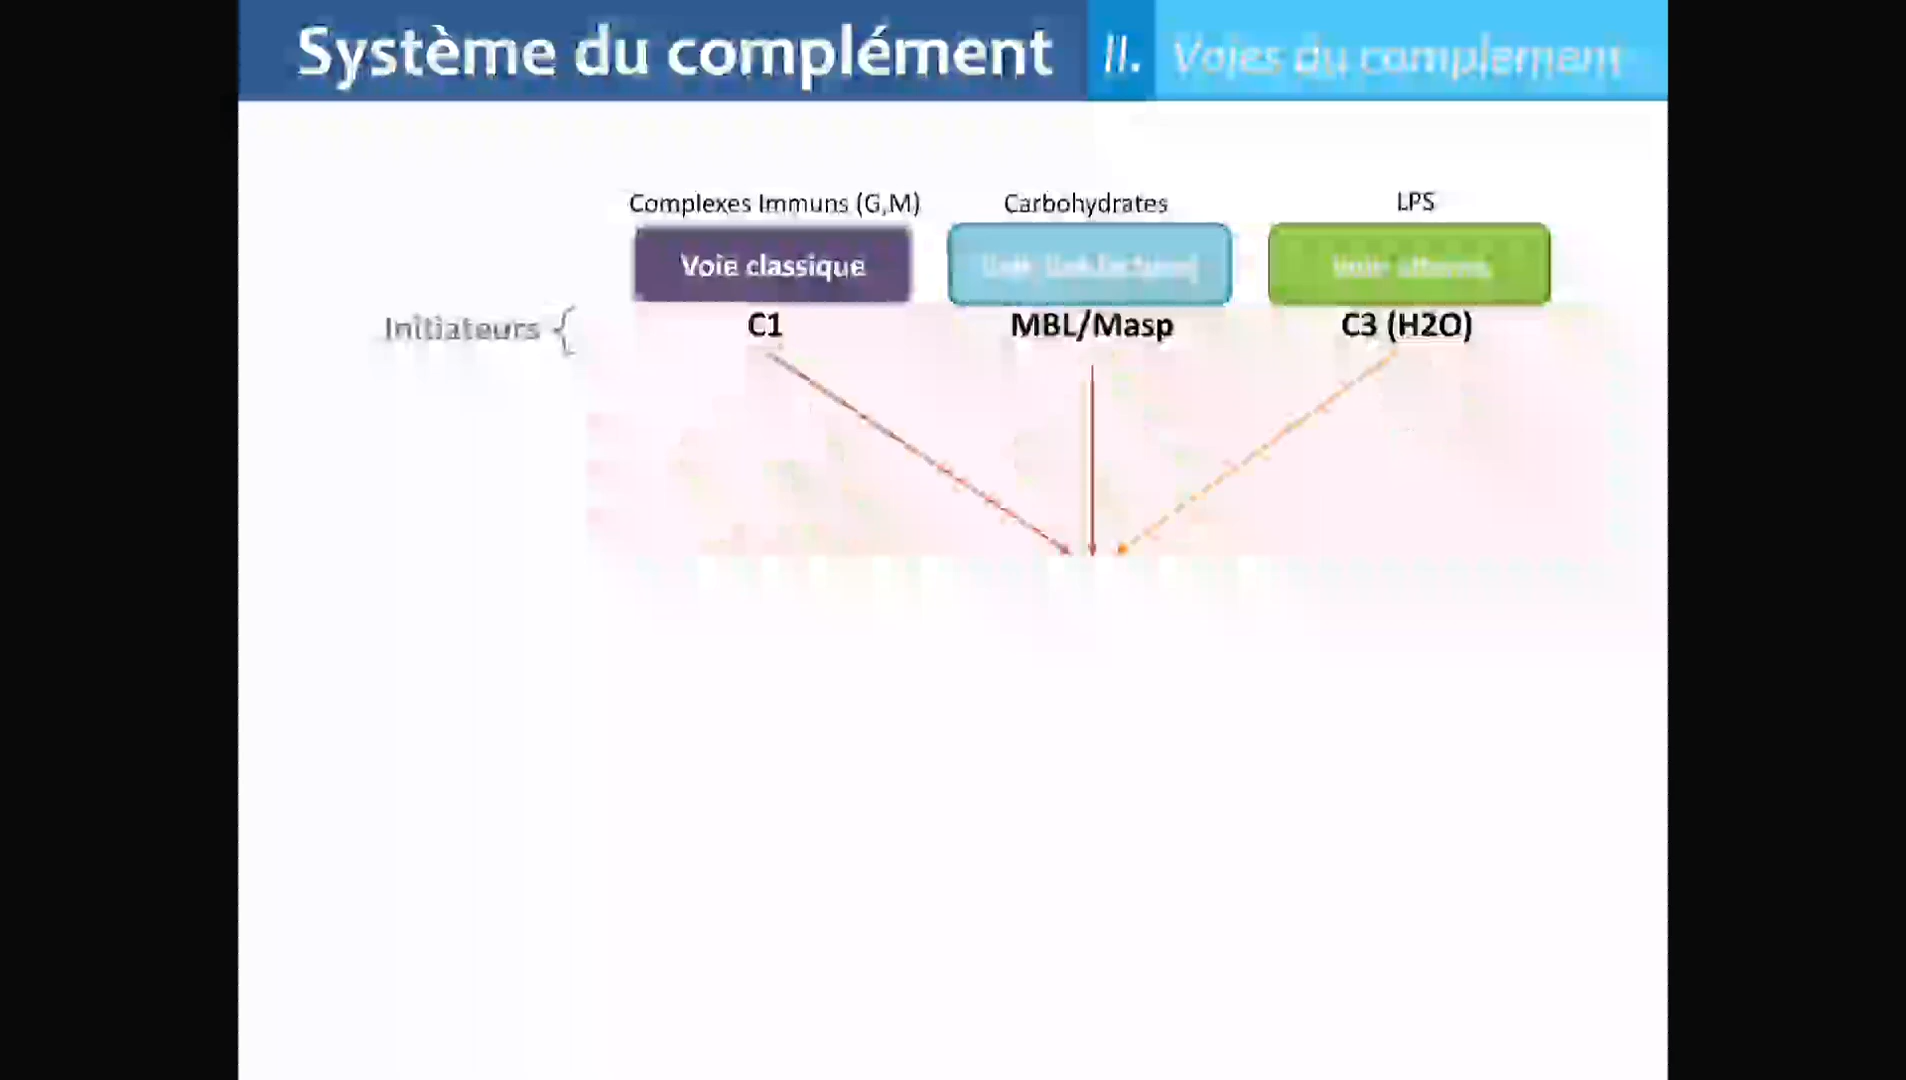 Système du complément
II. Voies du complément
Complexes Immuns (G,M)
Carbohydrates
LPS
Voie classique
Initiateurs
C1
MBL/Masp
C3 (H2O)